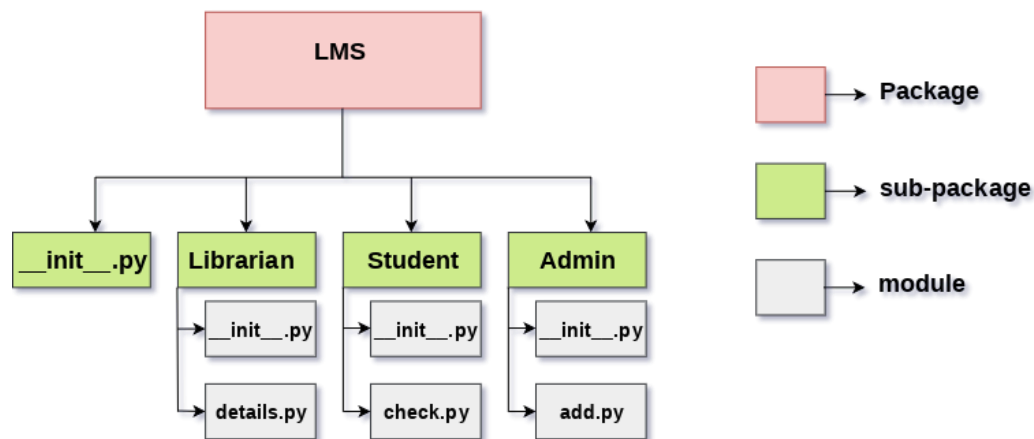 LMS
Package
sub-package
module
__init__.py
Librarian
Student
Admin
__init__.py
__init__.py
__init__.py
details.py
check.py
add.py